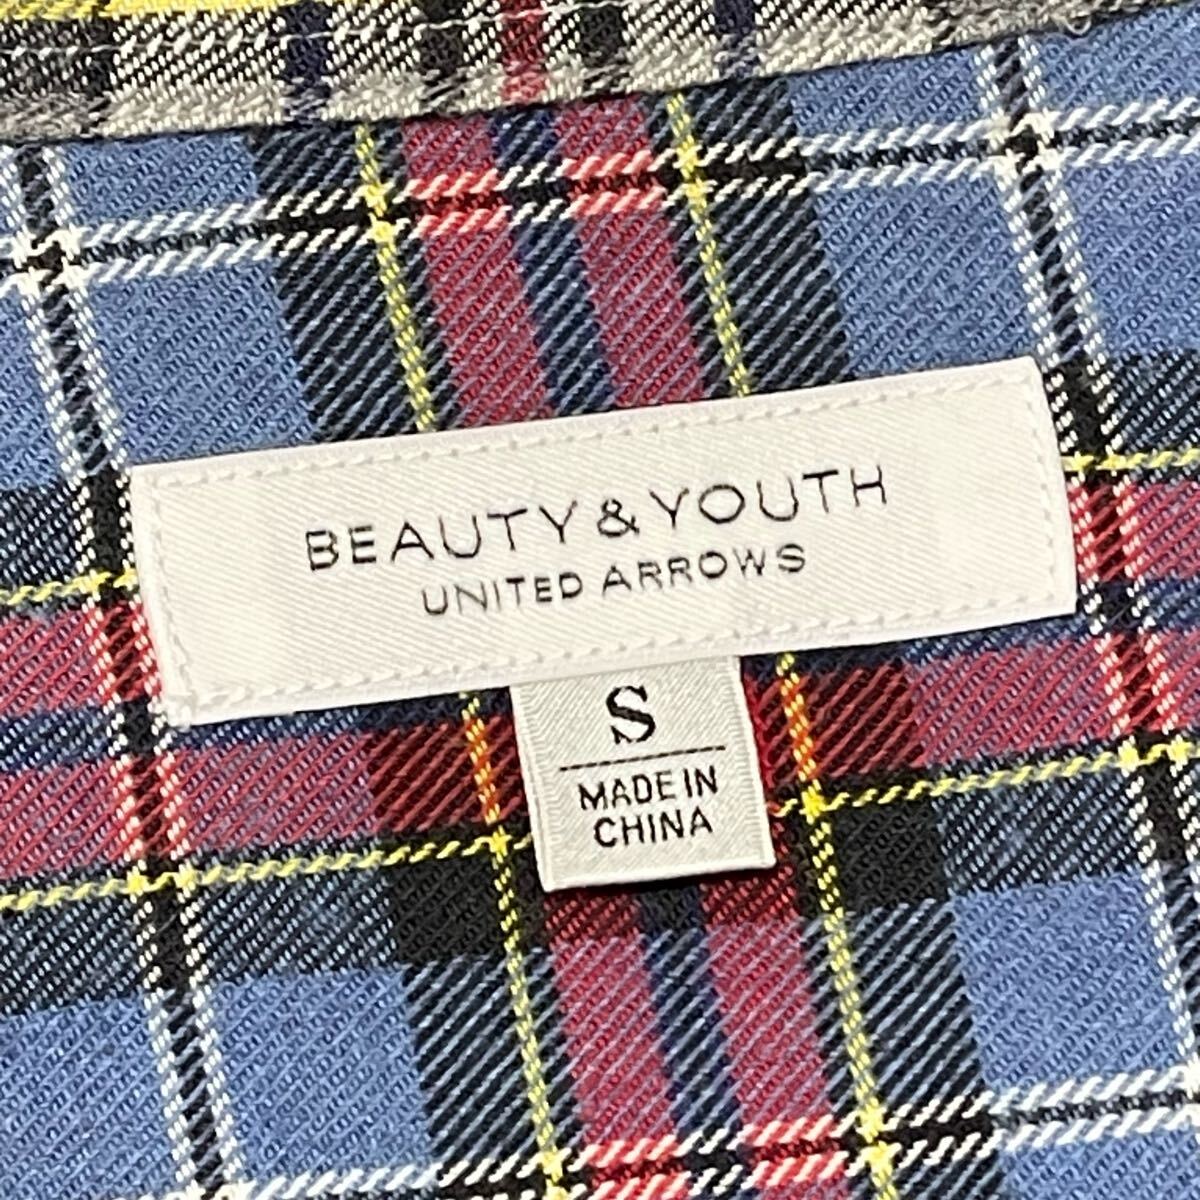 BEAUTY & YOUTH
UNITED ARROWS
S
MADE IN
CHINA